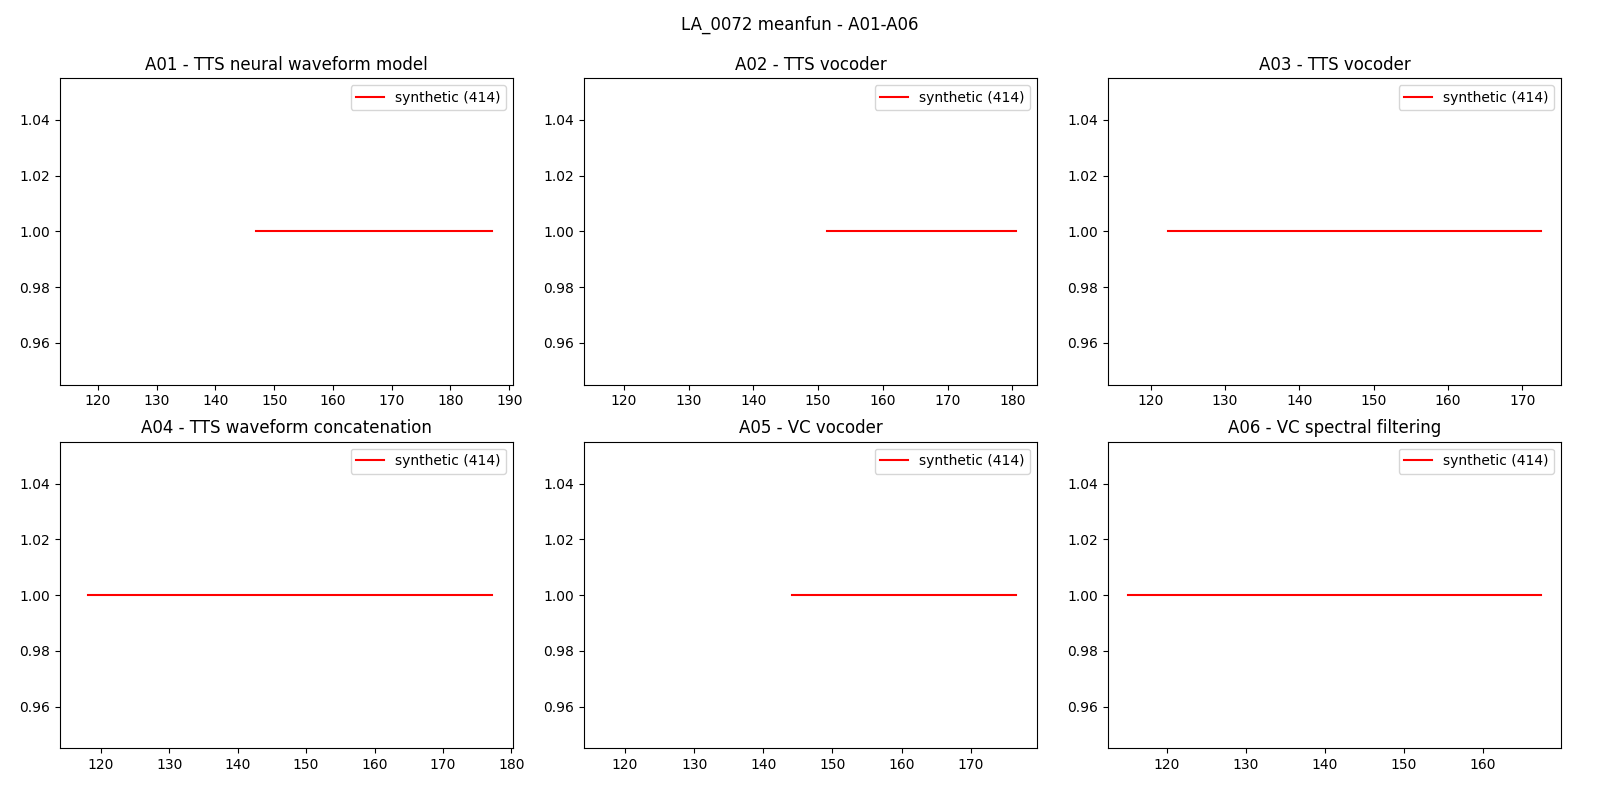 LA_0072 meanfun - A01-A06
A01 - TTS neural waveform model
synthetic (414)
1.04
1.02
1.00
0.98
0.96
120 130 140 150 160 170 180 190
A02 - TTS vocoder
synthetic (414)
1.04
1.02
1.00
0.98
0.96
120 130 140 150 160 170 180
A03 - TTS vocoder
synthetic (414)
1.04
1.02
1.00
0.98
0.96
120 130 140 150 160 170
A04 - TTS waveform concatenation
synthetic (414)
1.04
1.02
1.00
0.98
0.96
120 130 140 150 160 170 180
A05 - VC vocoder
synthetic (414)
1.04
1.02
1.00
0.98
0.96
120 130 140 150 160 170
A06 - VC spectral filtering
synthetic (414)
1.04
1.02
1.00
0.98
0.96
120 130 140 150 160